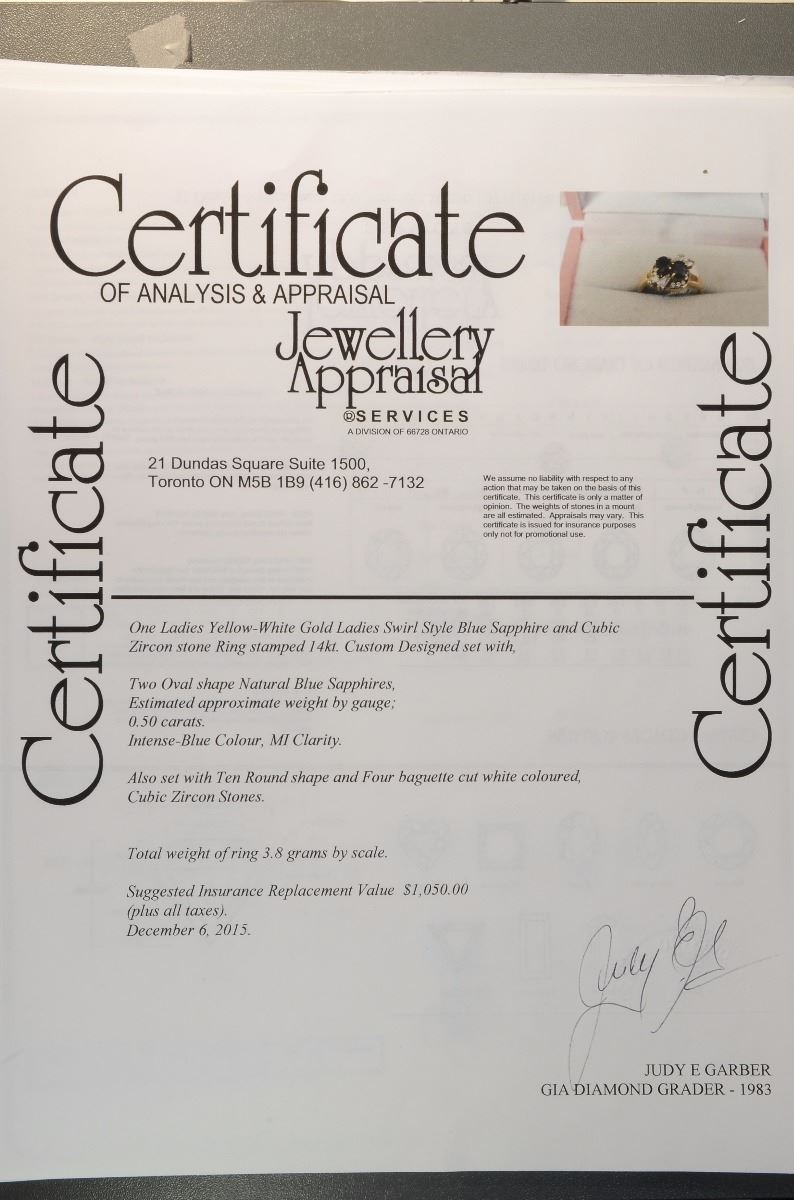 Certificate
OF ANALYSIS & APPRAISAL
Jewellery
Appraisal
SERVICES
A DIVISION OF 66728 ONTARIO
21 Dundas Square Suite 1500,
Toronto ON M5B 1B9 (416) 862 -7132
We assume no liability with respect to any
action that may be taken on the basis of this
certificate. This certificate is only a matter of
opinion. The weights of stones in a mount
are all estimated. Appraisals may vary. This
certificate is issued for insurance purposes
only not for promotional use.
Certificate
Certificate
One Ladies Yellow-White Gold Ladies Swirl Style Blue Sapphire and Cubic
Zircon stone Ring stamped 14kt. Custom Designed set with,
Two Oval shape Natural Blue Sapphires,
Estimated approximate weight by gauge;
0.50 carats.
Intense-Blue Colour, MI Clarity.
Also set with Ten Round shape and Four baguette cut white coloured,
Cubic Zircon Stones.
Total weight of ring 3.8 grams by scale.
Suggested Insurance Replacement Value $1,050.00
(plus all taxes).
December 6, 2015.
Judy
JUDY E GARBER
GIA DIAMOND GRADER - 1983